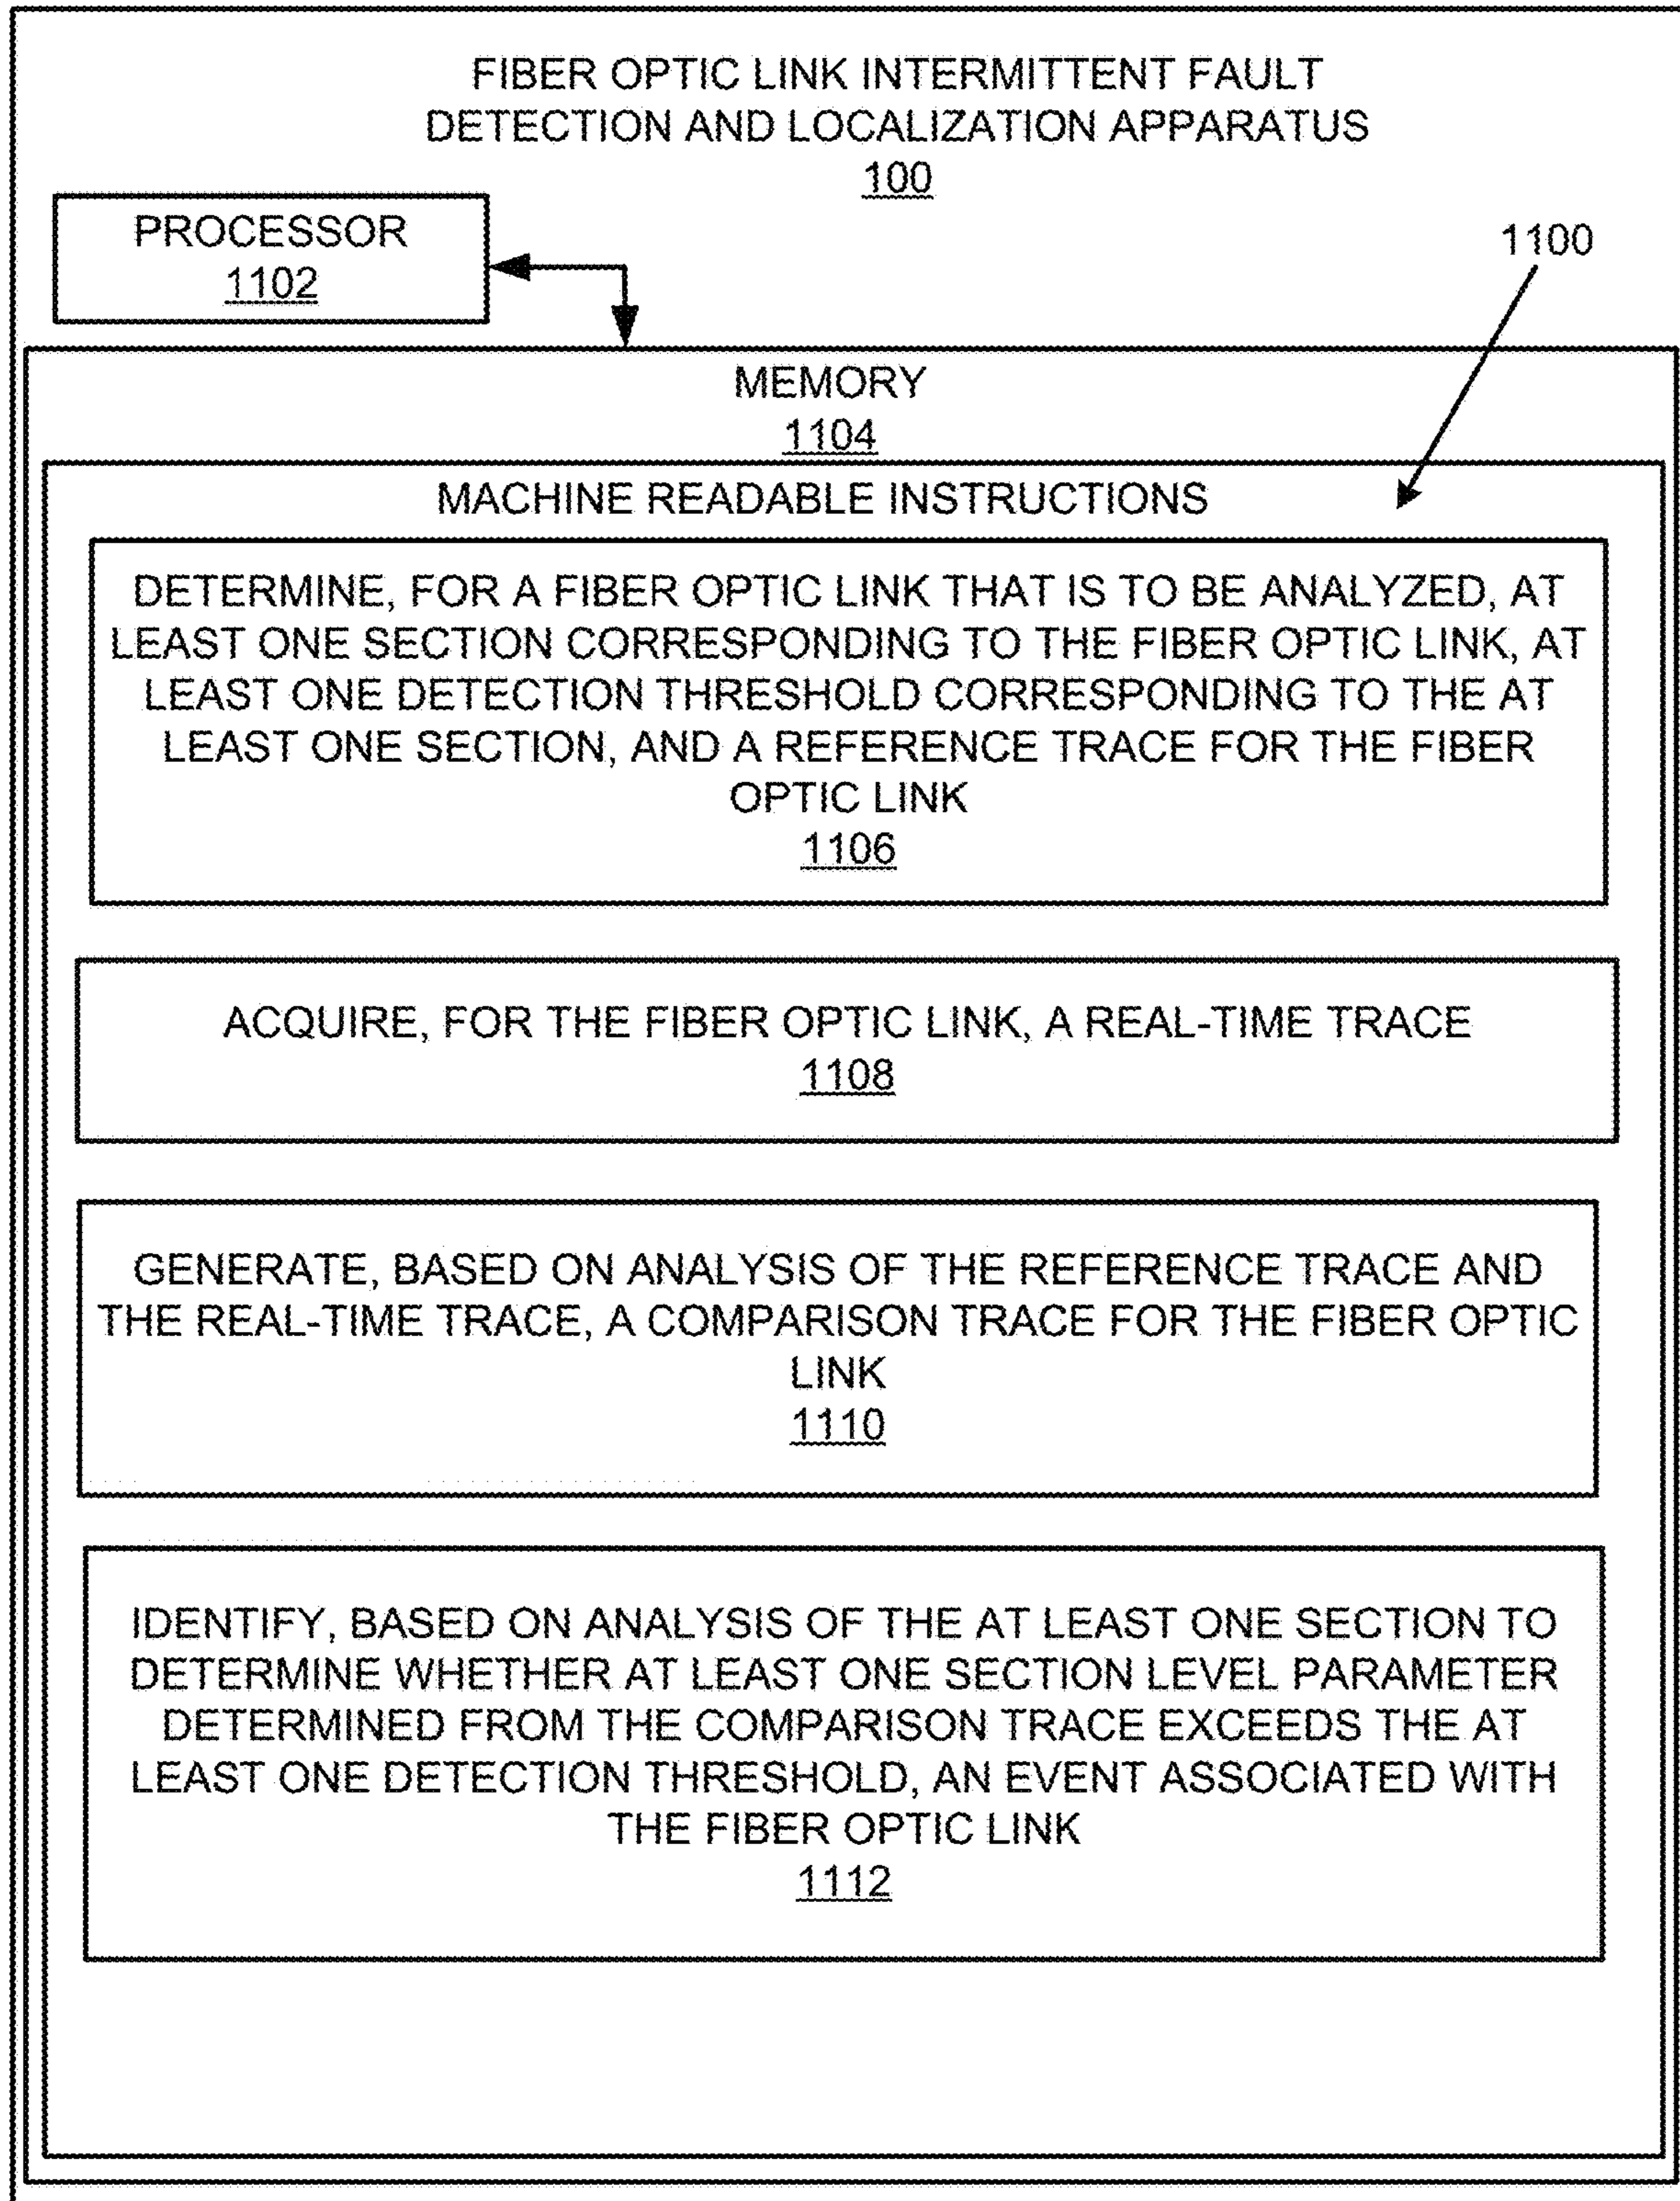 FIBER OPTIC LINK INTERMITTENT FAULT
DETECTION AND LOCALIZATION APPARATUS
100
PROCESSOR
1102
1100
MEMORY
1104
MACHINE READABLE INSTRUCTIONS
DETERMINE, FOR A FIBER OPTIC LINK THAT IS TO BE ANALYZED, AT
LEAST ONE SECTION CORRESPONDING TO THE FIBER OPTIC LINK, AT
LEAST ONE DETECTION THRESHOLD CORRESPONDING TO THE AT
LEAST ONE SECTION, AND A REFERENCE TRACE FOR THE FIBER
OPTIC LINK
1106
ACQUIRE, FOR THE FIBER OPTIC LINK, A REAL-TIME TRACE
1108
GENERATE, BASED ON ANALYSIS OF THE REFERENCE TRACE AND
THE REAL-TIME TRACE, A COMPARISON TRACE FOR THE FIBER OPTIC
LINK
1110
IDENTIFY, BASED ON ANALYSIS OF THE AT LEAST ONE SECTION TO
DETERMINE WHETHER AT LEAST ONE SECTION LEVEL PARAMETER
DETERMINED FROM THE COMPARISON TRACE EXCEEDS THE AT
LEAST ONE DETECTION THRESHOLD, AN EVENT ASSOCIATED WITH
THE FIBER OPTIC LINK
1112